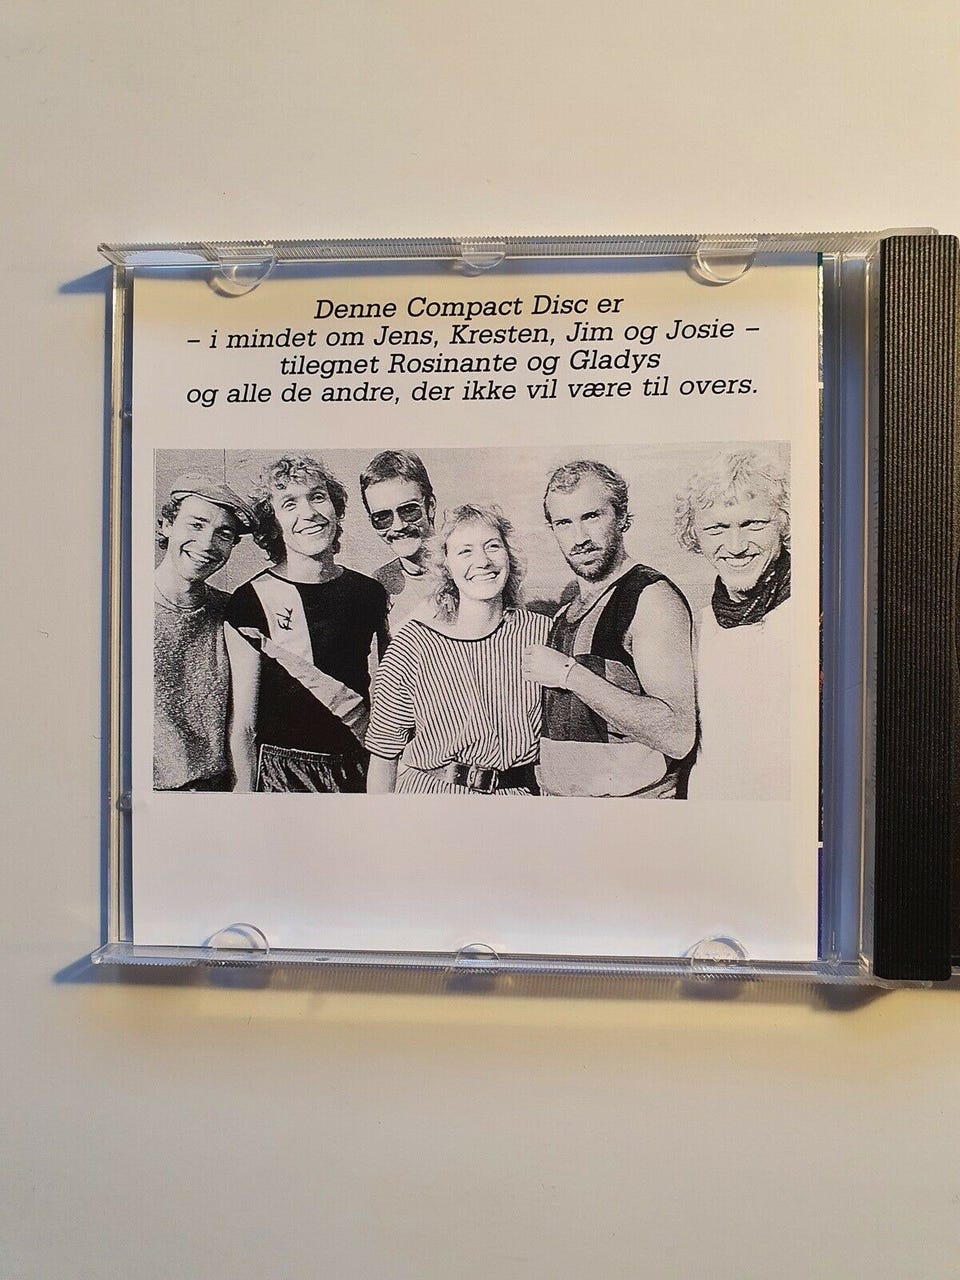 Denne Compact Disc er
– i mindet om Jens, Kresten, Jim og Josie –
tilegnet Rosinante og Gladys
og alle de andre, der ikke vil være til overs.